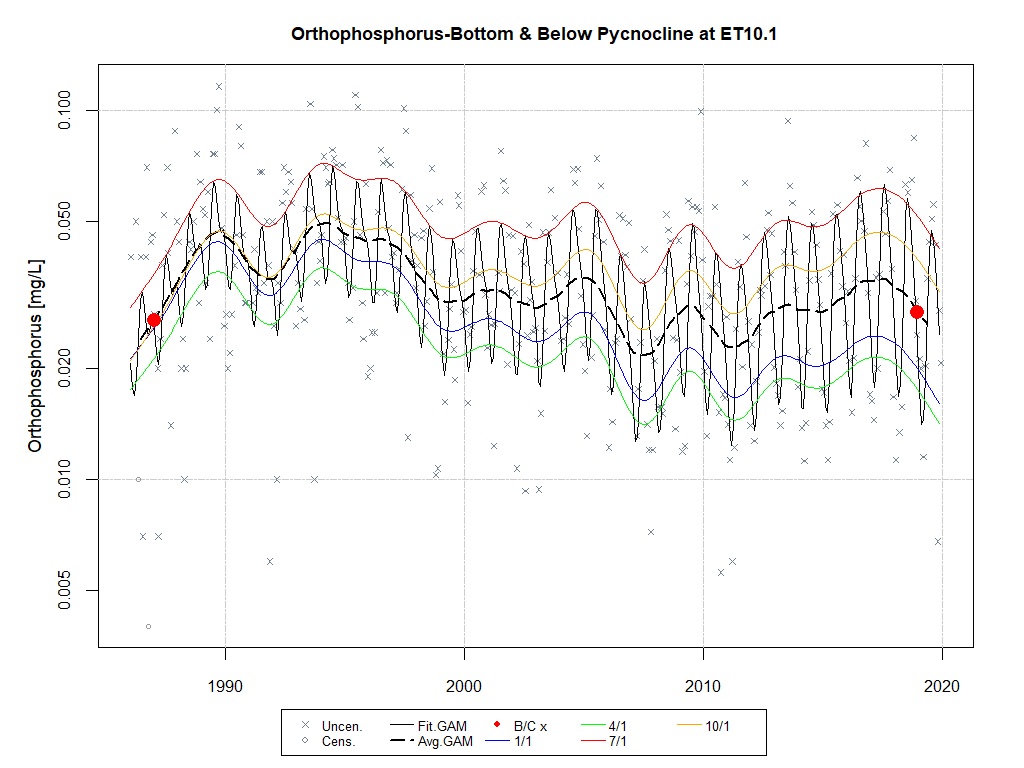 Orthophosphorus-Bottom & Below Pycnocline at ET10.1
Orthophosphorus [mg/L]
0.100
0.050
0.020
0.010
0.005
1990 2000 2010 2020
Uncen. Fit.GAM B/C x 4/1 10/1
Cens. Avg.GAM 1/1 7/1